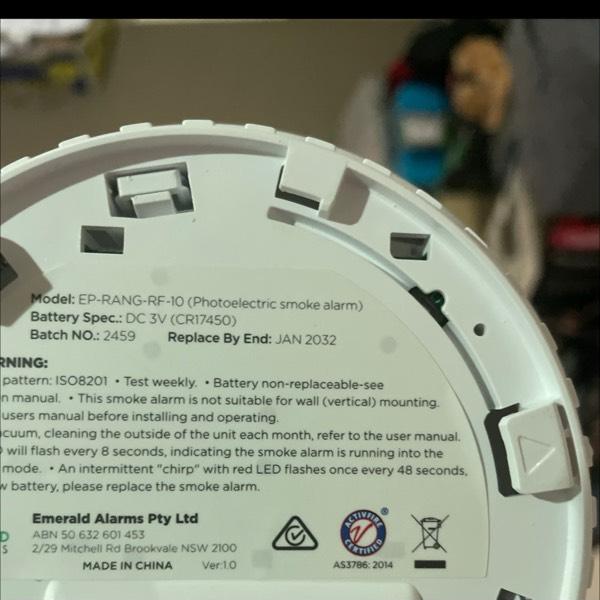 Model: EP-RANG-RF-10 (Photoelectric smoke alarm)
Battery Spec.: DC 3V (CR17450)
Batch NO.: 2459 Replace By End: JAN 2032
RNING:
pattern: ISO8201 • Test weekly. • Battery non-replaceable-see
n manual. • This smoke alarm is not suitable for wall (vertical) mounting.
users manual before installing and operating.
cuum, cleaning the outside of the unit each month, refer to the user manual.
will flash every 8 seconds, indicating the smoke alarm is running into the
mode. • An intermittent "chirp" with red LED flashes once every 48 seconds,
w battery, please replace the smoke alarm.
Emerald Alarms Pty Ltd
D ABN 50 632 601 453
S 2/29 Mitchell Rd Brookvale NSW 2100
MADE IN CHINA Ver:1.0
ACTIVFIRE ®
CERTIFIED
AS3786: 2014